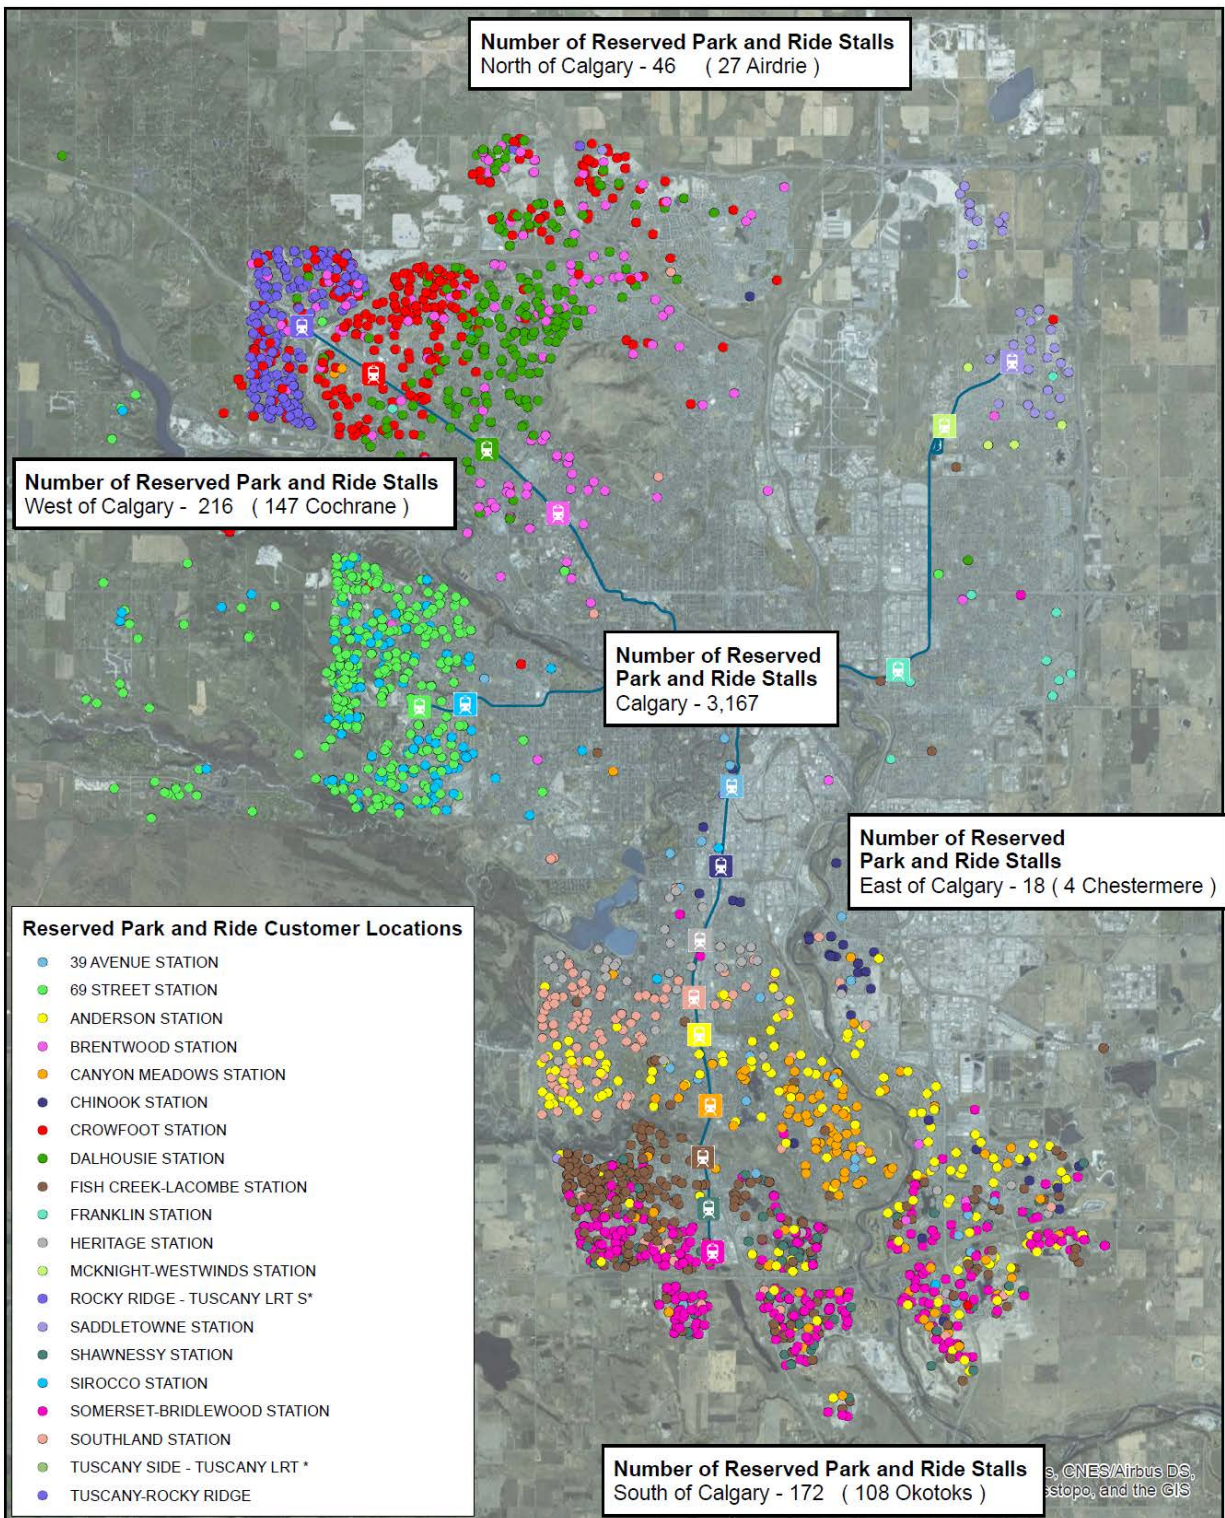 Number of Reserved Park and Ride Stalls
North of Calgary - 46 ( 27 Airdrie )
Number of Reserved Park and Ride Stalls
West of Calgary - 216 ( 147 Cochrane )
Number of Reserved
Park and Ride Stalls
Calgary - 3,167
Number of Reserved
Park and Ride Stalls
East of Calgary - 18 ( 4 Chestermere )
Reserved Park and Ride Customer Locations
39 AVENUE STATION
69 STREET STATION
ANDERSON STATION
BRENTWOOD STATION
CANYON MEADOWS STATION
CHINOOK STATION
CROWFOOT STATION
DALHOUSIE STATION
FISH CREEK-LACOMBE STATION
FRANKLIN STATION
HERITAGE STATION
MCKNIGHT-WESTWINDS STATION
ROCKY RIDGE - TUSCANY LRT S*
SADDLETOWNE STATION
SHAWNESSY STATION
SIROCCO STATION
SOMERSET-BRIDLEWOOD STATION
SOUTHLAND STATION
TUSCANY SIDE - TUSCANY LRT *
TUSCANY-ROCKY RIDGE
Number of Reserved Park and Ride Stalls
South of Calgary - 172 ( 108 Okotoks )
s, CNES/Airbus DS,
sstopo, and the GIS